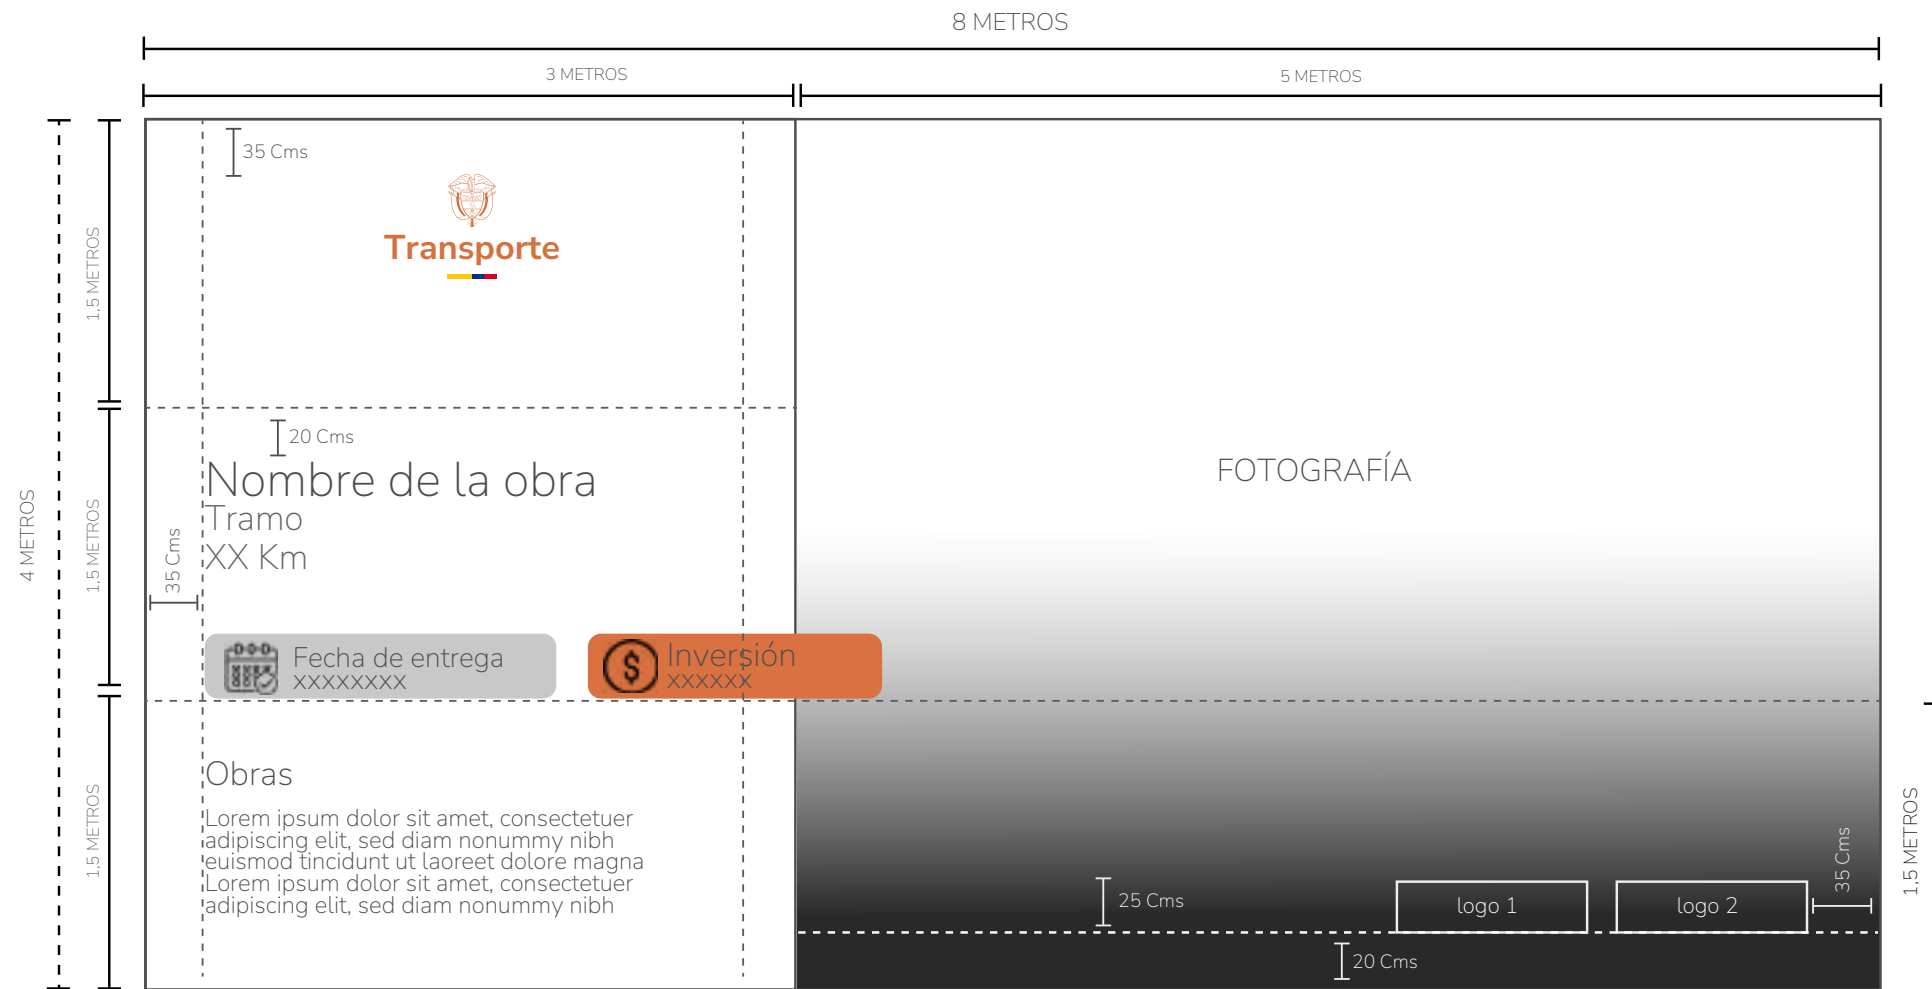 8 METROS
3 METROS
5 METROS
35 Cms
Transporte
1,5 METROS
4 METROS
1,5 METROS
1,5 METROS
20 Cms
Nombre de la obra
Tramo
XX Km
35 Cms
Fecha de entrega
xxxxxxxx
$
Inversión
xxxxxx
Obras
Lorem ipsum dolor sit amet, consectetuer
adipiscing elit, sed diam nonummy nibh
euismod tincidunt ut laoreet dolore magna
Lorem ipsum dolor sit amet, consectetuer
adipiscing elit, sed diam nonummy nibh
FOTOGRAFÍA
25 Cms
logo 1
logo 2
35 Cms
1,5 METROS
20 Cms